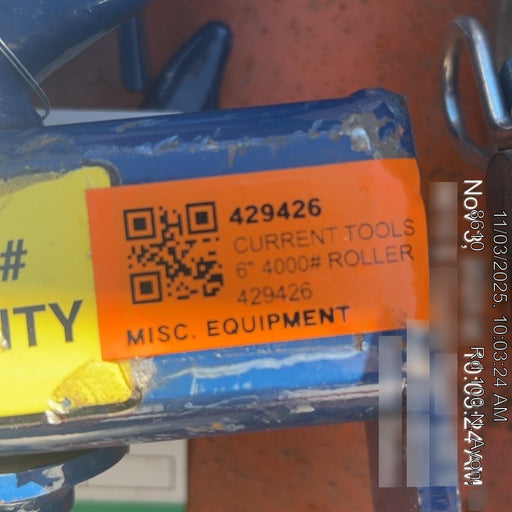 429426
CURRENT TOOLS
6" 4000# ROLLER
429426
MISC. EQUIPMENT
#
ITY
11/03/2025, 10:03:24 AM